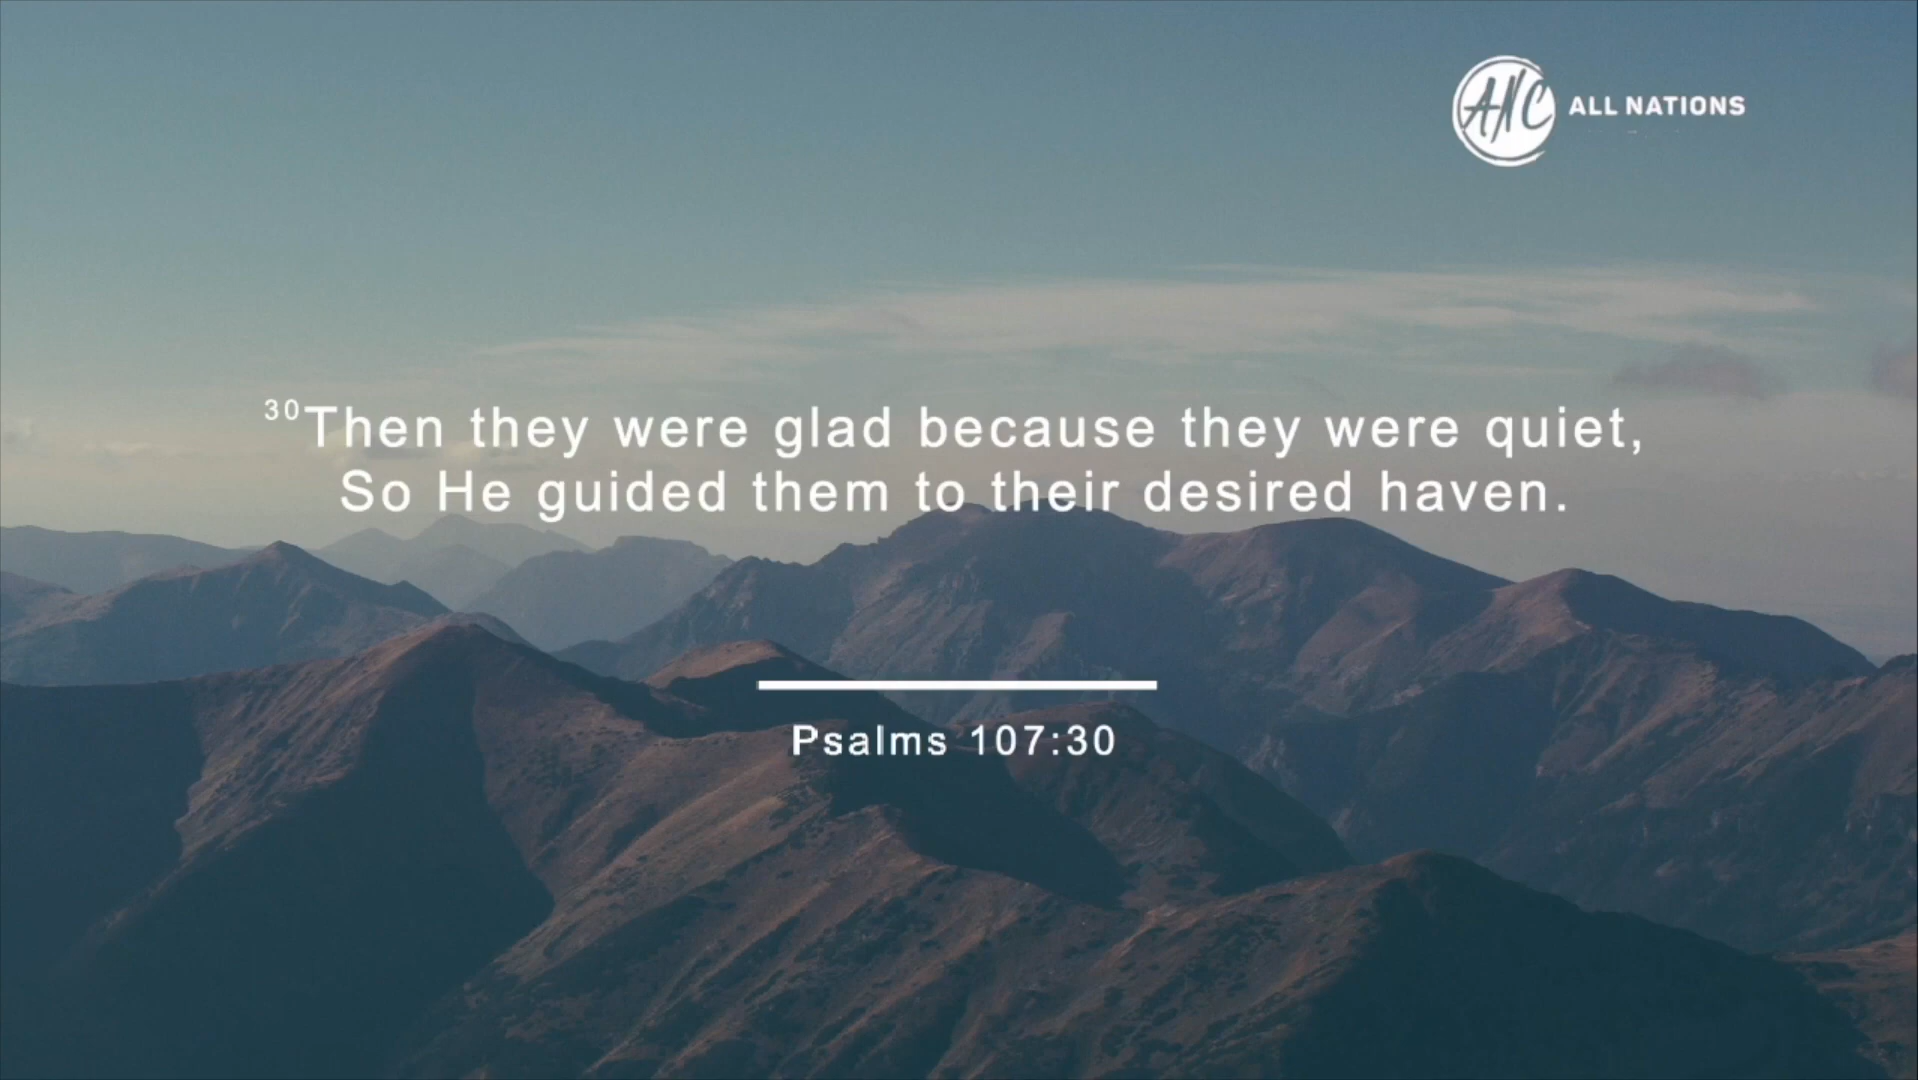 ANC ALL NATIONS
30Then they were glad because they were quiet,
So He guided them to their desired haven.
Psalms 107:30